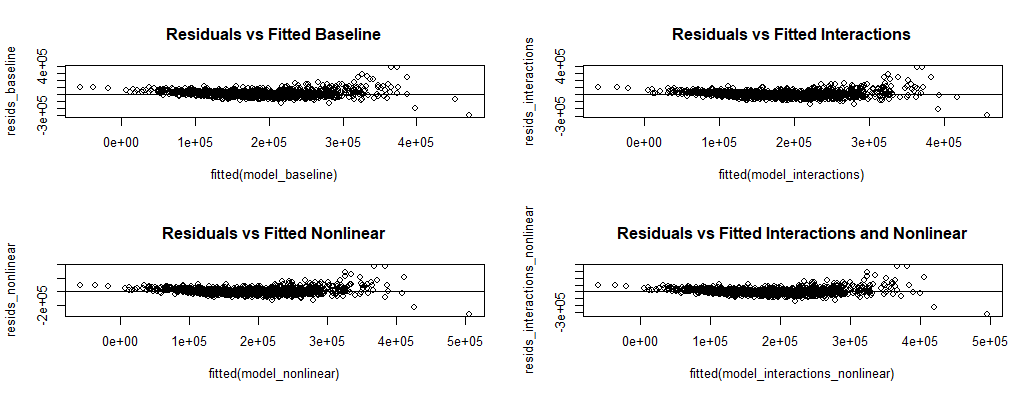 Residuals vs Fitted Baseline
resids_baseline
-3e+05 4e+05
0e+00 1e+05 2e+05 3e+05 4e+05
fitted(model_baseline)
Residuals vs Fitted Interactions
resids_interactions
-3e+05 4e+05
0e+00 1e+05 2e+05 3e+05 4e+05
fitted(model_interactions)
Residuals vs Fitted Nonlinear
resids_nonlinear
-2e+05
0e+00 1e+05 2e+05 3e+05 4e+05 5e+05
fitted(model_nonlinear)
Residuals vs Fitted Interactions and Nonlinear
resids_interactions_nonlinear
-3e+05
0e+00 1e+05 2e+05 3e+05 4e+05 5e+05
fitted(model_interactions_nonlinear)